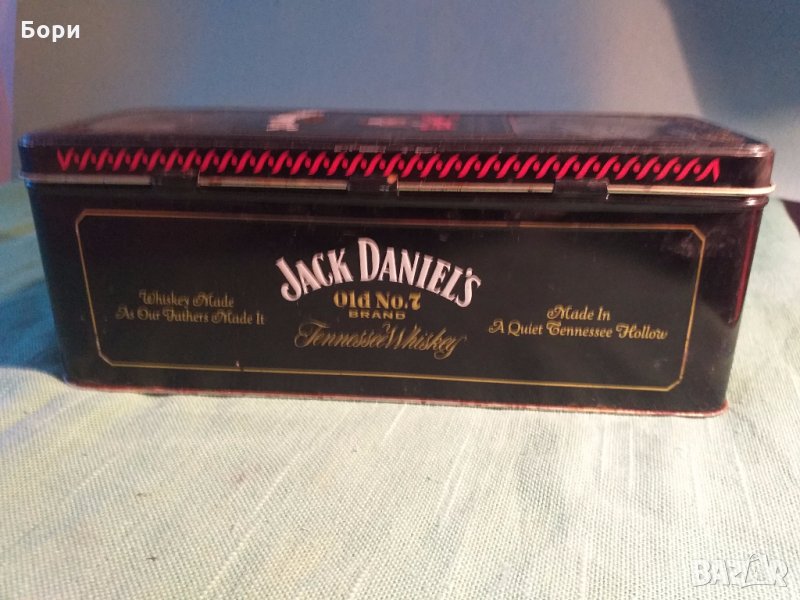 Бори
JACK DANIEL'S
Old No.7
BRAND
Tennessee Whiskey
Whiskey Made
As Our Fathers Made It
Made In
A Quiet Tennessee Hollow
BAZAR